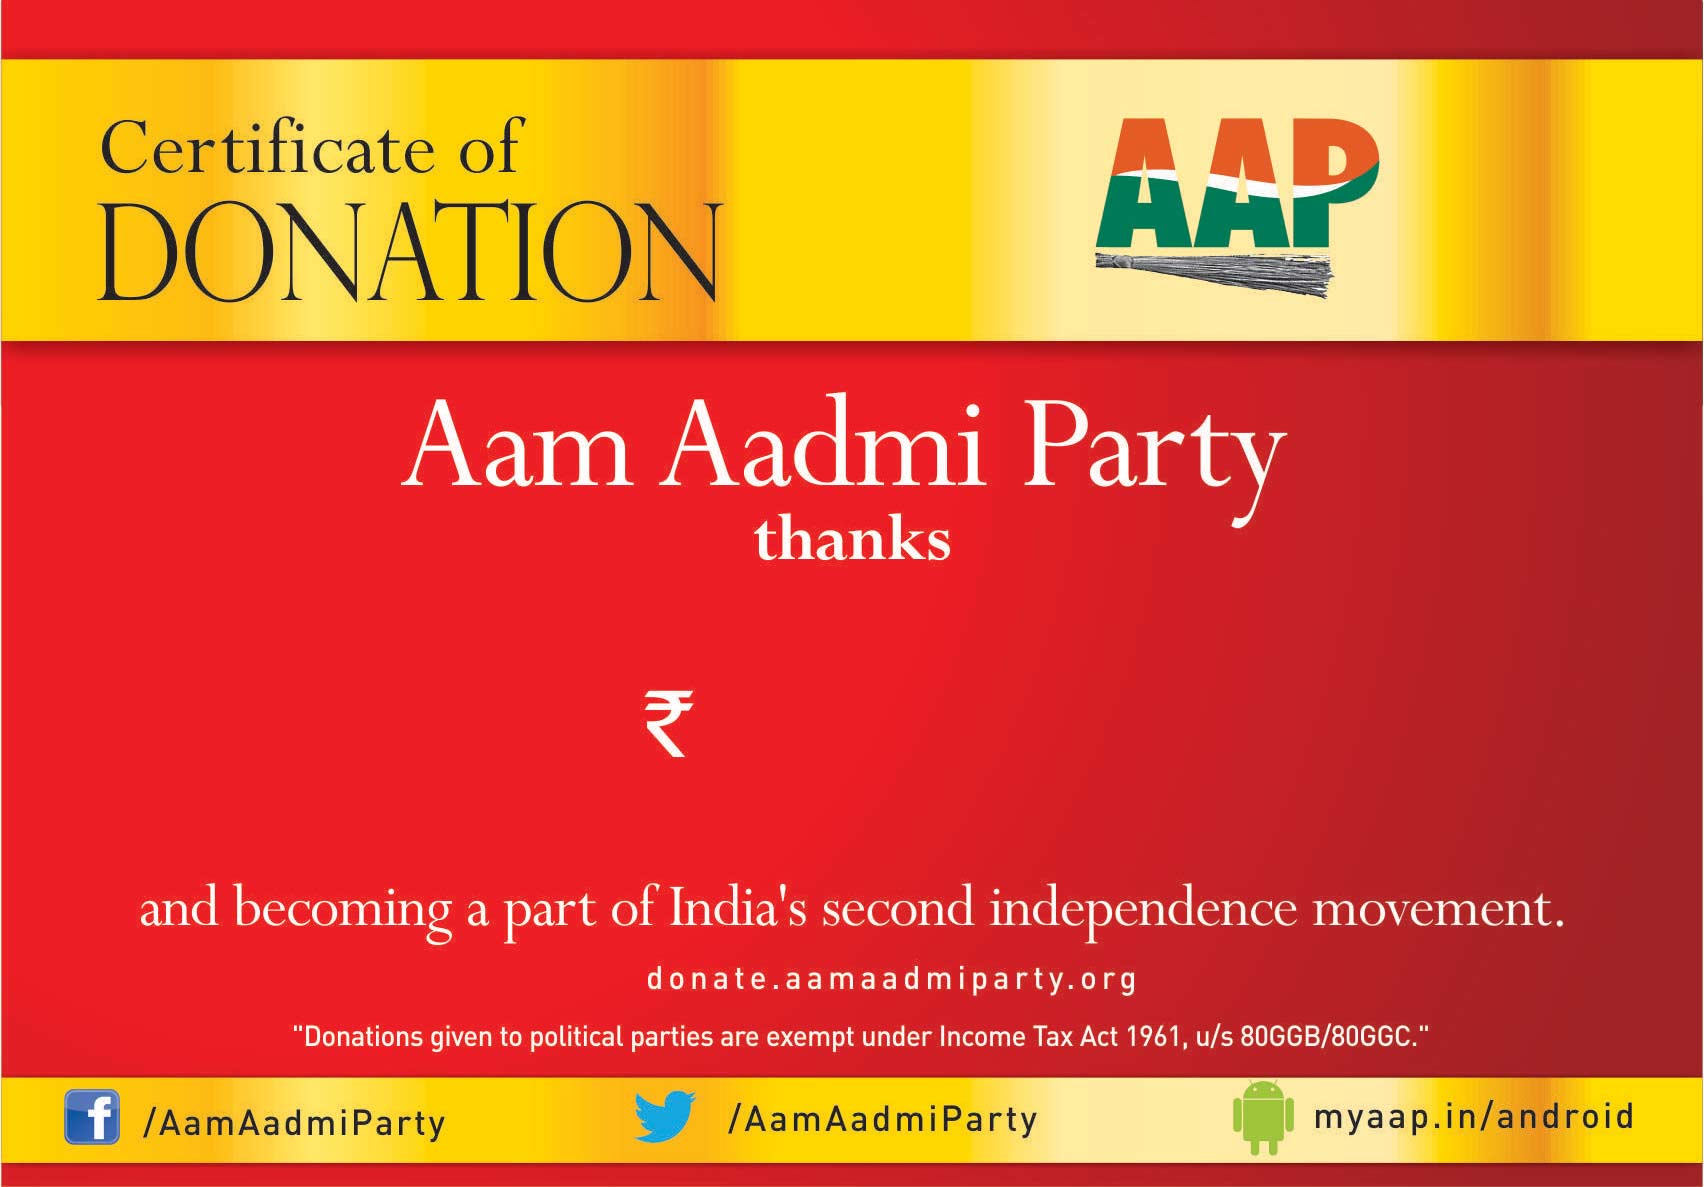 Certificate of
DONATION
AAP
Aam Aadmi Party
thanks
₹
and becoming a part of India's second independence movement.
donate.aamaadmiparty.org
"Donations given to political parties are exempt under Income Tax Act 1961, u/s 80GGB/80GGC."
f /AamAadmiParty /AamAadmiParty myaap.in/android